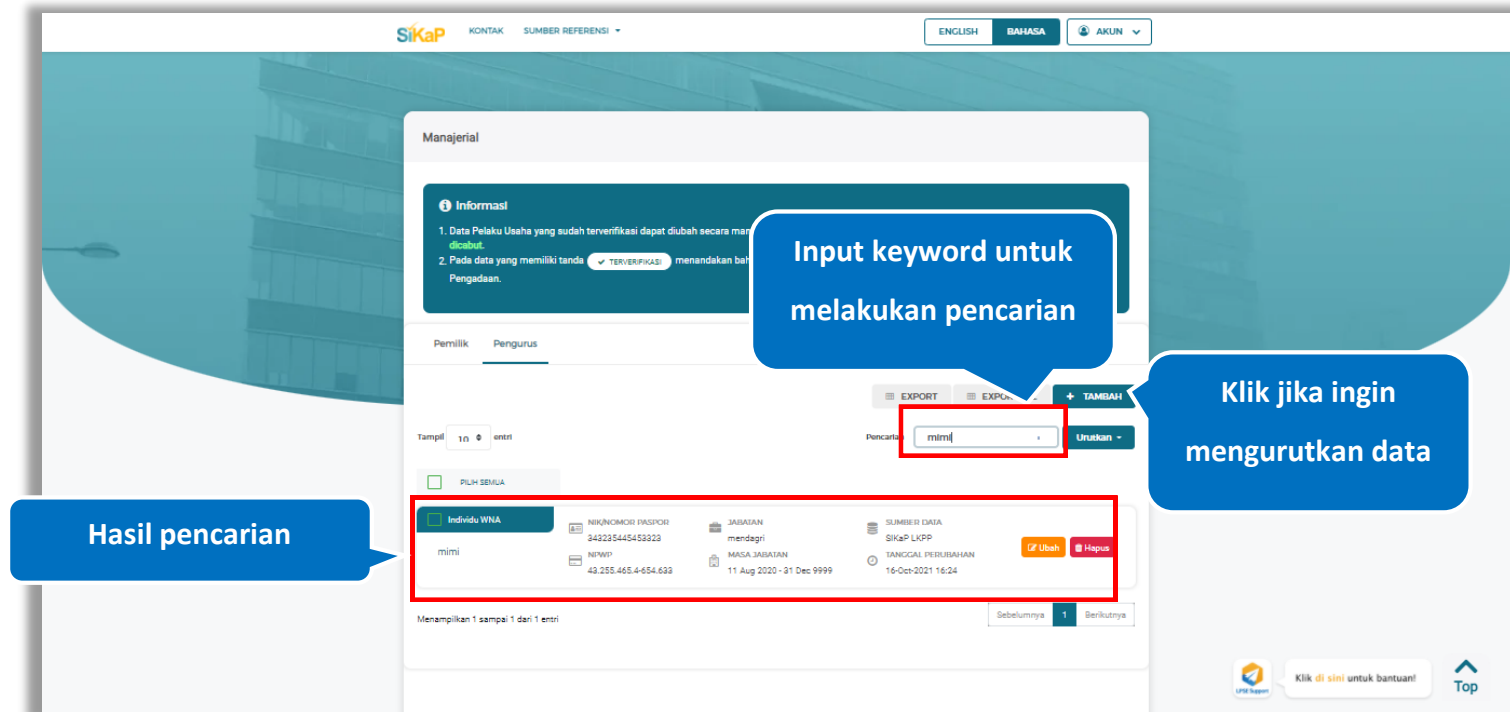 SiKaP KONTAK SUMBER REFERENSI ENGLISH BAHASA AKUN
Manajerial
Informasi
1. Data Pelaku Usaha yang sudah terverifikasi dapat diubah secara
dicabut.
2. Pada data yang memiliki tanda TERVERIFIKASI menandakan
Pengadaan.
Input keyword untuk
melakukan pencarian
Pemilik Pengurus
EXPORT TAMBAH
Klik jika ingin
mengurutkan data
Tampil 10 entri Pencarian mimi Urutkan
PILIH SEMUA
Hasil pencarian
Individu WNA
mimi
NIK/NOMOR PASPOR
343235445453323
NPWP
43.255.465.4-654.633
JABATAN
mendagri
MASA JABATAN
11 Aug 2020 - 31 Dec 9999
SUMBER DATA
SIKaP LKPP
TANGGAL PERUBAHAN
16-Oct-2021 16:24
Ubah Hapus
Menampilkan 1 sampai 1 dari 1 entri
Sebelumnya 1 Berikutnya
LPSE Support
Klik di sini untuk bantuan!
Top